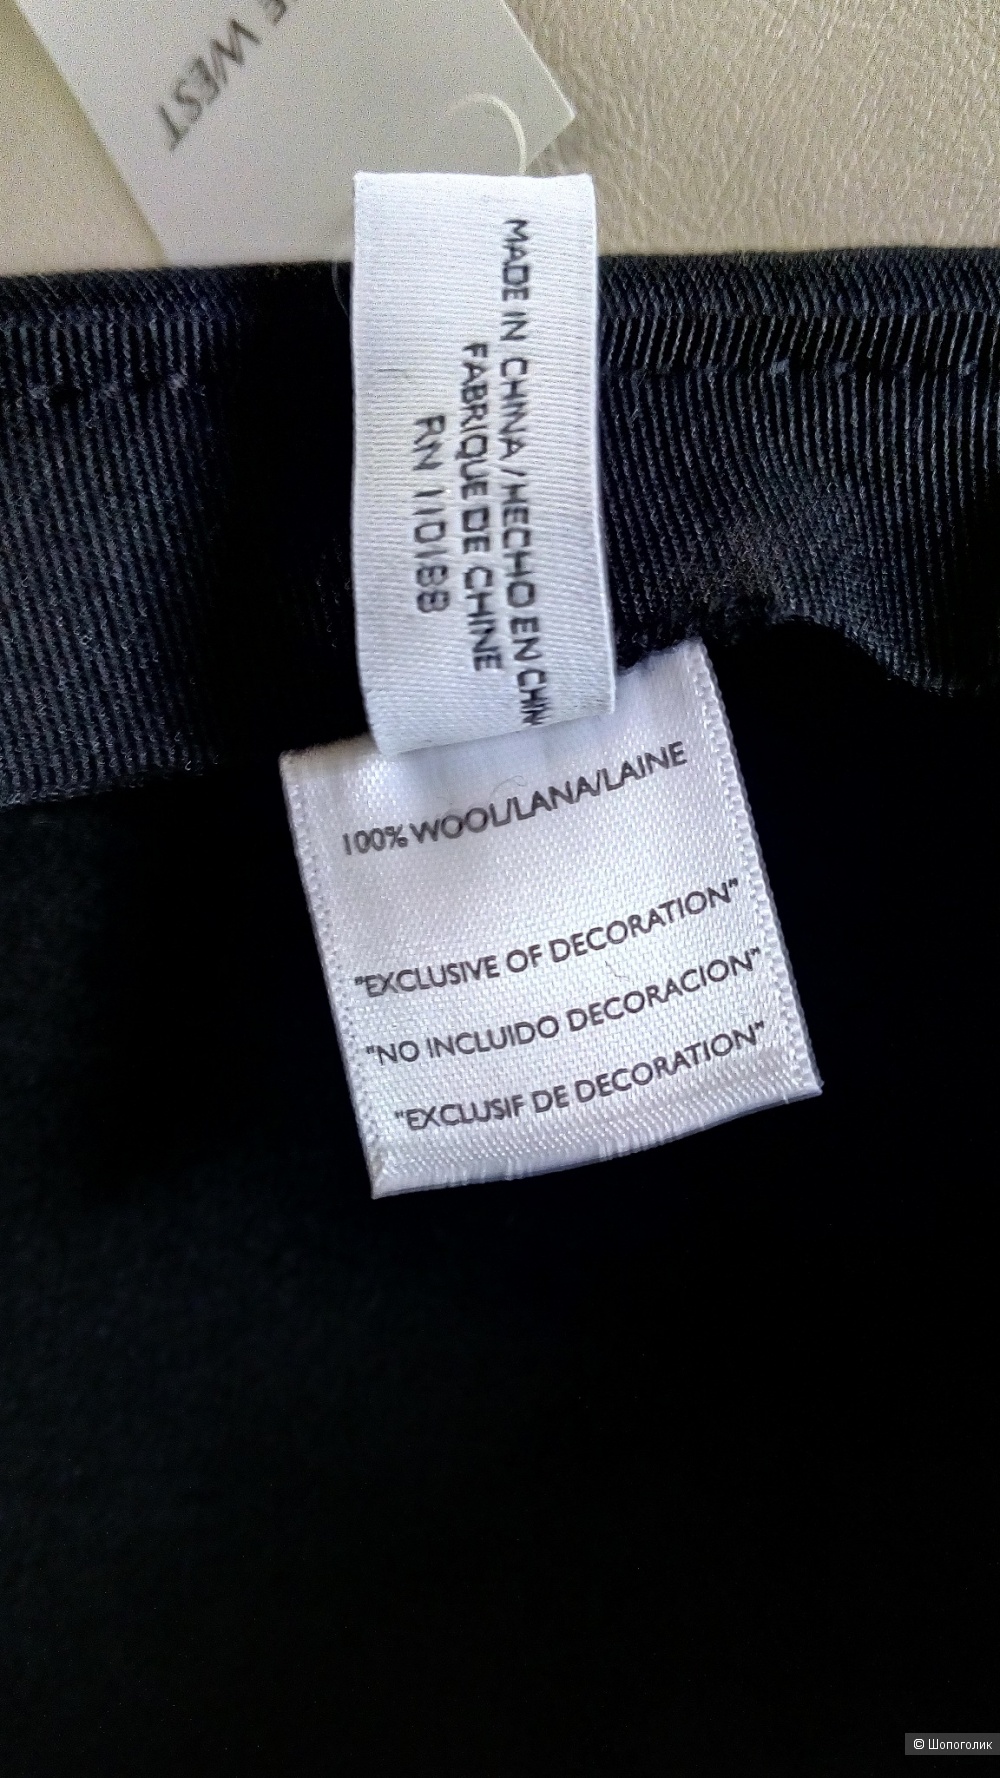 E WEST
MADE IN CHINA / HECHO EN CHIN
FABRIQUE DE CHINE
RN 110188
100% WOOL/LANA/LAINE
"EXCLUSIVE OF DECORATION"
"NO INCLUIDO DECORACION"
"EXCLUSIF DE DECORATION"
© Шопоголик